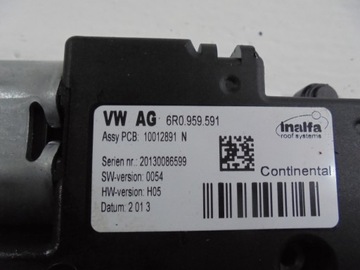 VW AG 6R0.959.591
Assy PCB: 10012891 N
inalfa
roof systems
Serien nr.: 20130086599
SW-version: 0054
HW-version: H05
Datum: 2 01 3
Continental